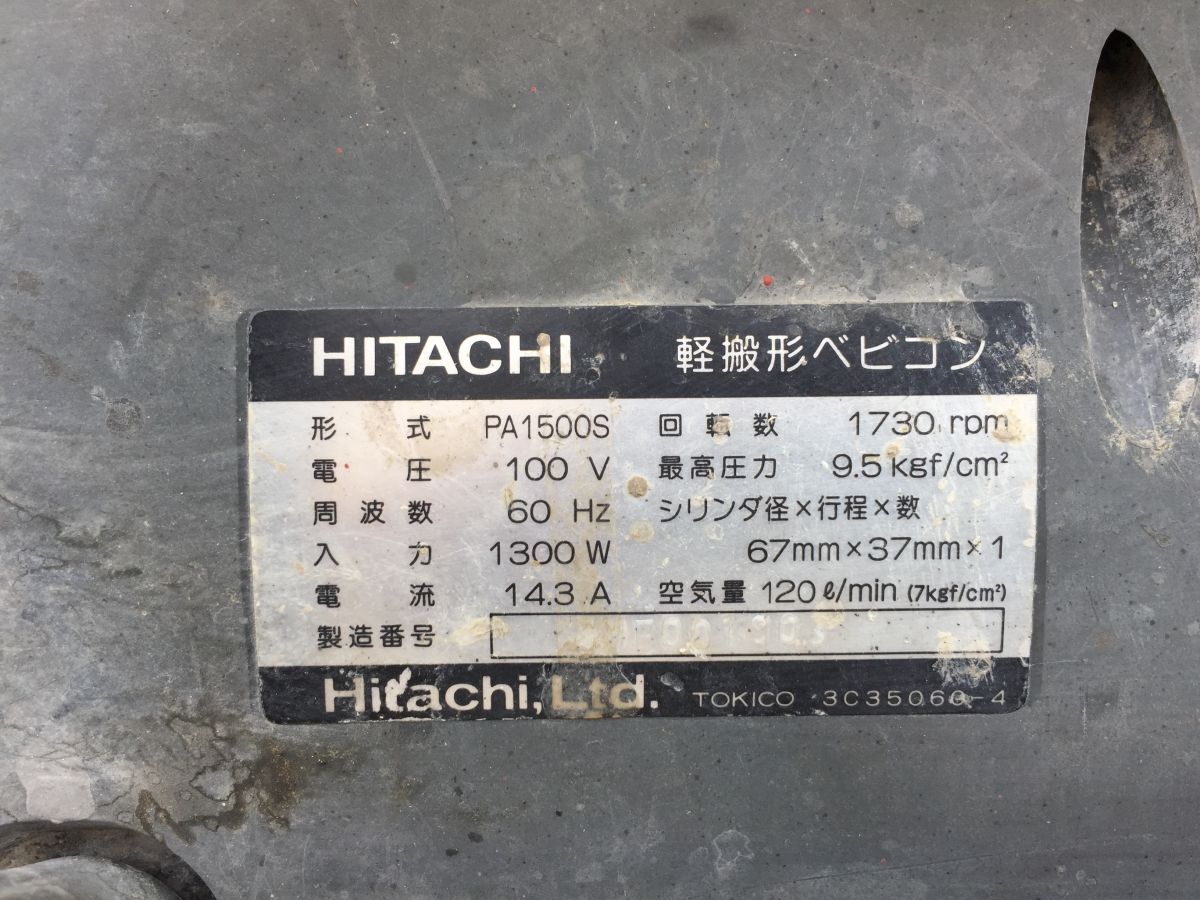 HITACHI 軽搬形ベビコン
形式 PA1500S 回転数 1730 rpm
電圧 100 V 最高圧力 9.5 kgf/cm²
周波数 60 Hz シリンダ径×行程×数
入力 1300 W 67mm×37mm×1
電流 14.3 A 空気量 120 ℓ/min (7kgf/cm²)
製造番号
Hitachi, Ltd. TOKICO 3C35060-4